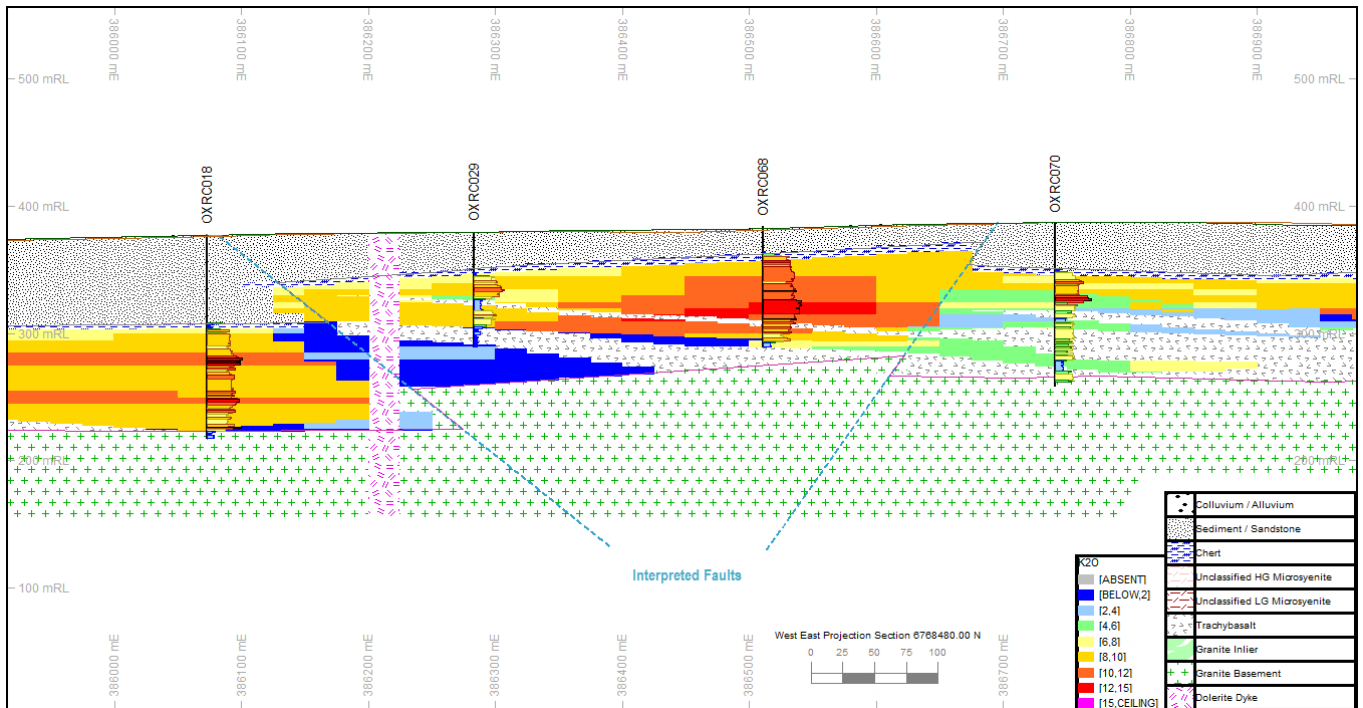 386000 mE
386100 mE
386200 mE
386300 mE
386400 mE
386500 mE
386600 mE
386700 mE
386800 mE
386900 mE
500 mRL
500 mRL
400 mRL
400 mRL
OXRC018
OXRC029
OXRC068
OXRC070
300 mRL
300 mRL
200 mRL
200 mRL
100 mRL
Interpreted Faults
West East Projection Section 6768480.00 N
0 25 50 75 100
386000 mE
386100 mE
386200 mE
386300 mE
386400 mE
386500 mE
386700 mE
K2O
[ABSENT]
[BELOW,2]
[2,4]
[4,6]
[6,8]
[8,10]
[10,12]
[12,15]
[15,CEILING]
Colluvium / Alluvium
Sediment / Sandstone
Chert
Unclassified HG Microsyenite
Unclassified LG Microsyenite
Trachybasalt
Granite Inlier
Granite Basement
Dolerite Dyke